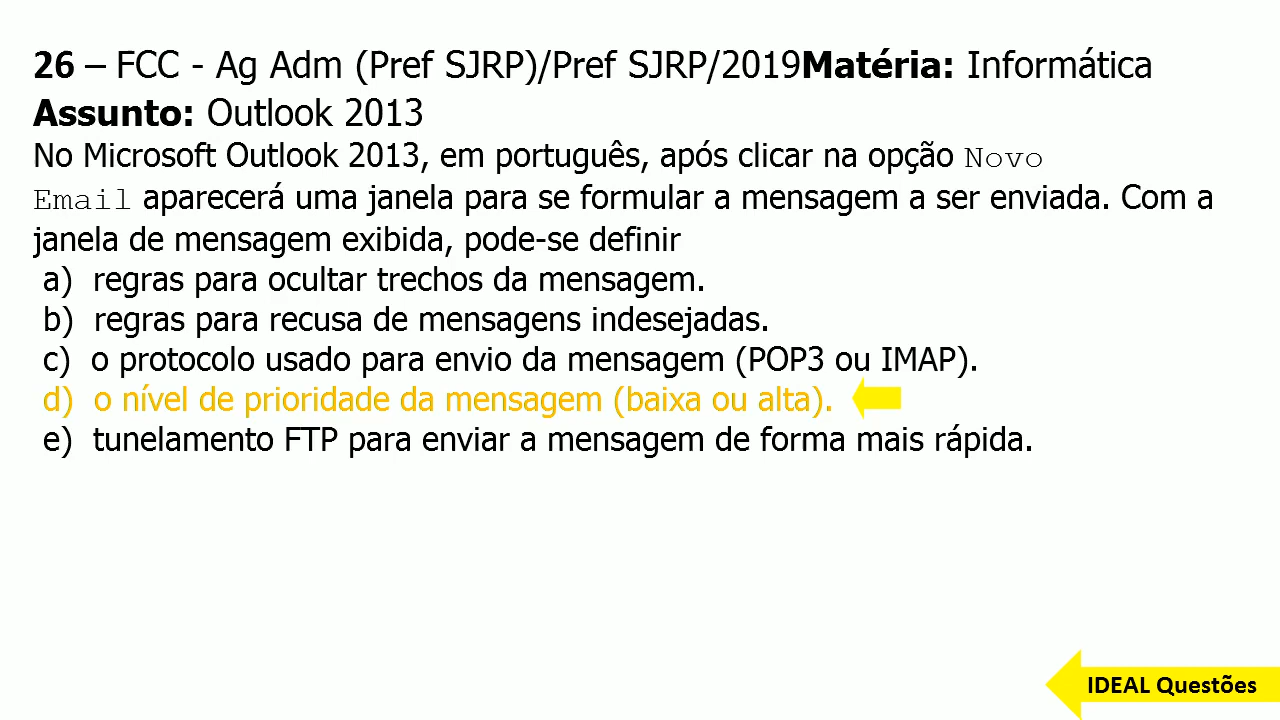 26 – FCC - Ag Adm (Pref SJRP)/Pref SJRP/2019Matéria: Informática
Assunto: Outlook 2013
No Microsoft Outlook 2013, em português, após clicar na opção Novo
Email aparecerá uma janela para se formular a mensagem a ser enviada. Com a
janela de mensagem exibida, pode-se definir
a) regras para ocultar trechos da mensagem.
b) regras para recusa de mensagens indesejadas.
c) o protocolo usado para envio da mensagem (POP3 ou IMAP).
d) o nível de prioridade da mensagem (baixa ou alta).
e) tunelamento FTP para enviar a mensagem de forma mais rápida.
IDEAL Questões